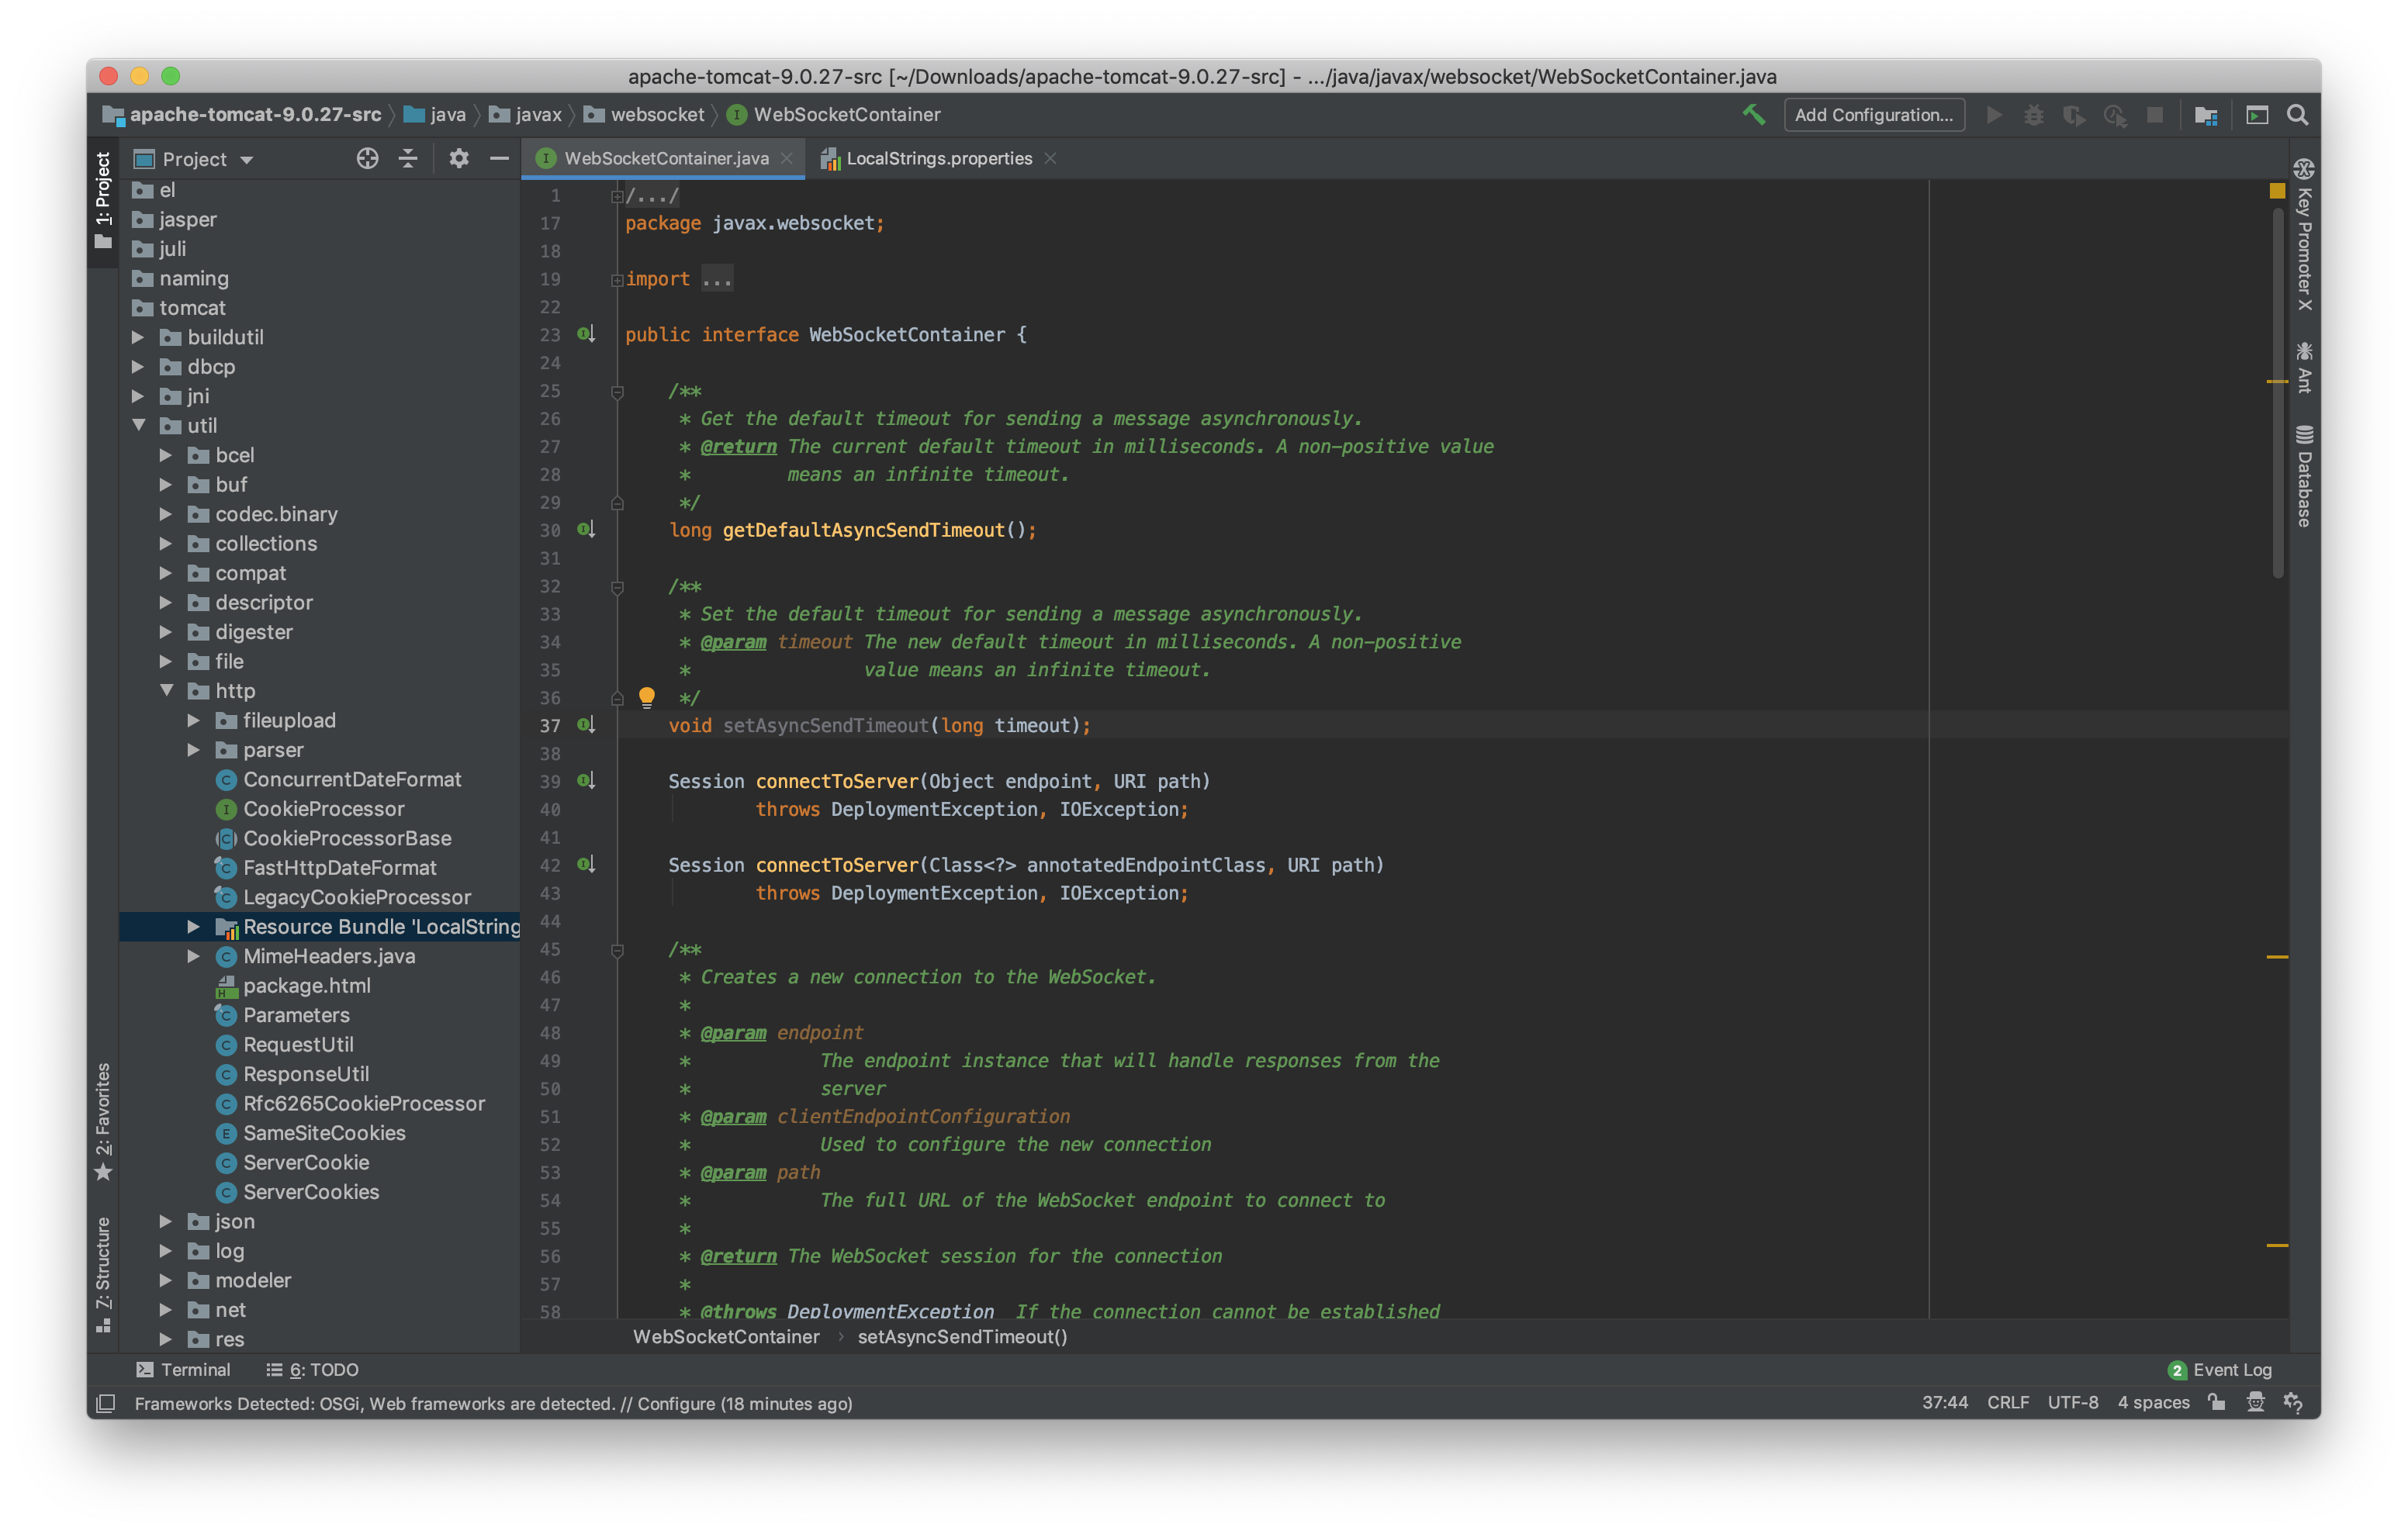 apache-tomcat-9.0.27-src [~/Downloads/apache-tomcat-9.0.27-src] - .../java/javax/websocket/WebSocketContainer.java
apache-tomcat-9.0.27-src java javax websocket WebSocketContainer
Add Configuration...
1: Project
2: Favorites
Z: Structure
Project
el
jasper
juli
naming
tomcat
buildutil
dbcp
jni
util
bcel
buf
codec.binary
collections
compat
descriptor
digester
file
http
fileupload
parser
ConcurrentDateFormat
CookieProcessor
CookieProcessorBase
FastHttpDateFormat
LegacyCookieProcessor
Resource Bundle 'LocalString
MimeHeaders.java
package.html
Parameters
RequestUtil
ResponseUtil
Rfc6265CookieProcessor
SameSiteCookies
ServerCookie
ServerCookies
json
log
modeler
net
res
WebSocketContainer.java LocalStrings.properties
1 /.../
17 package javax.websocket;
18
19 import ...
22
23 public interface WebSocketContainer {
24
25 /**
26 * Get the default timeout for sending a message asynchronously.
27 * @return The current default timeout in milliseconds. A non-positive value
28 * means an infinite timeout.
29 */
30 long getDefaultAsyncSendTimeout();
31
32 /**
33 * Set the default timeout for sending a message asynchronously.
34 * @param timeout The new default timeout in milliseconds. A non-positive
35 * value means an infinite timeout.
36 */
37 void setAsyncSendTimeout(long timeout);
38
39 Session connectToServer(Object endpoint, URI path)
40 throws DeploymentException, IOException;
41
42 Session connectToServer(Class<?> annotatedEndpointClass, URI path)
43 throws DeploymentException, IOException;
44
45 /**
46 * Creates a new connection to the WebSocket.
47 *
48 * @param endpoint
49 * The endpoint instance that will handle responses from the
50 * server
51 * @param clientEndpointConfiguration
52 * Used to configure the new connection
53 * @param path
54 * The full URL of the WebSocket endpoint to connect to
55 *
56 * @return The WebSocket session for the connection
57 *
58 * @throws DeploymentException If the connection cannot be established
WebSocketContainer › setAsyncSendTimeout()
Key Promoter X
Ant
Database
Terminal 6: TODO
2 Event Log
Frameworks Detected: OSGi, Web frameworks are detected. // Configure (18 minutes ago)
37:44 CRLF UTF-8 4 spaces